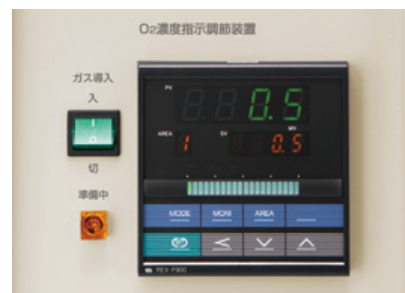 O2濃度指示調節装置
ガス導入
入
切
準備中
PV
0.5
AREA
1
SV
MV
0.5
MODE
MONI
AREA
REX-P300